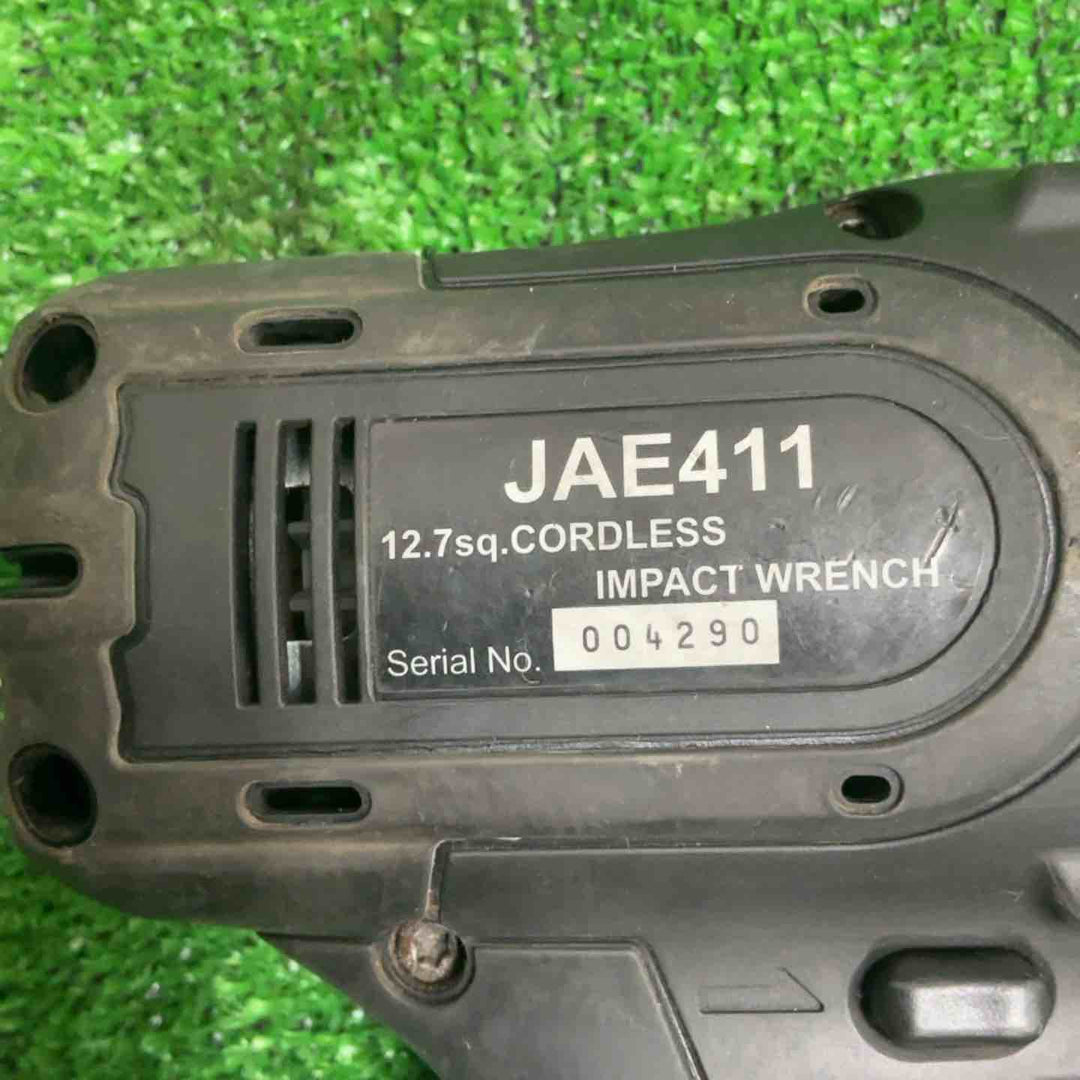 JAE411
12.7sq.CORDLESS
IMPACT WRENCH
Serial No. 004290